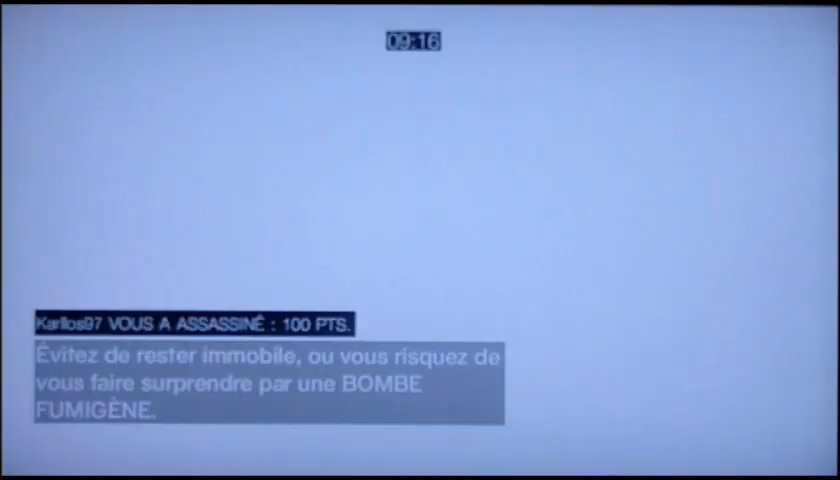 09:16
Karllos97 VOUS A ASSASSINÉ : 100 PTS.
Évitez de rester immobile, ou vous risquez de
vous faire surprendre par une BOMBE
FUMIGÈNE.